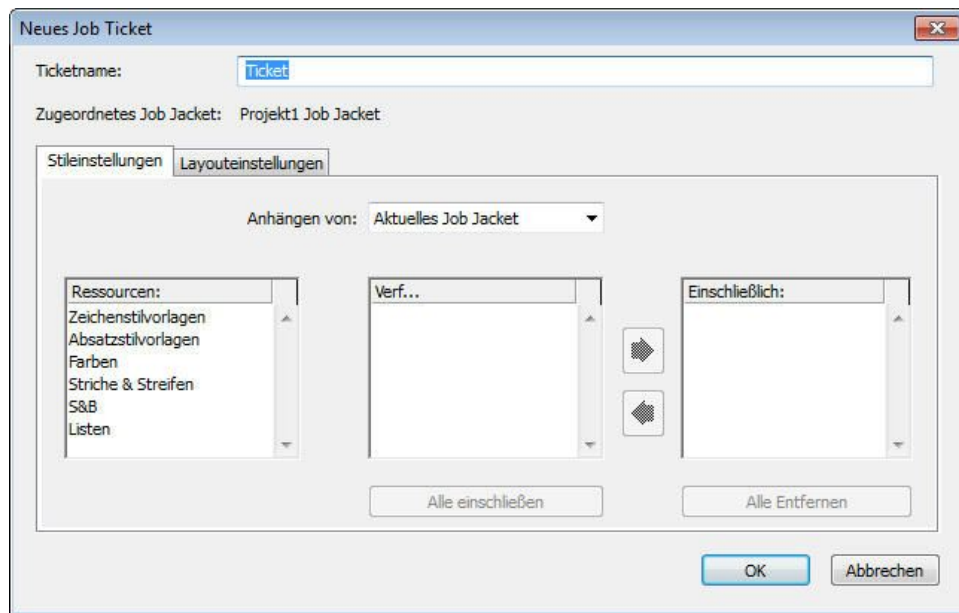 Neues Job Ticket
Ticketname: Ticket
Zugeordnetes Job Jacket: Projekt1 Job Jacket
Stileinstellungen Layouteinstellungen
Anhängen von: Aktuelles Job Jacket
Ressourcen: Verf... Einschließlich:
Zeichenstilvorlagen
Absatzstilvorlagen
Farben
Striche & Streifen
S&B
Listen
Alle einschließen Alle Entfernen
OK Abbrechen